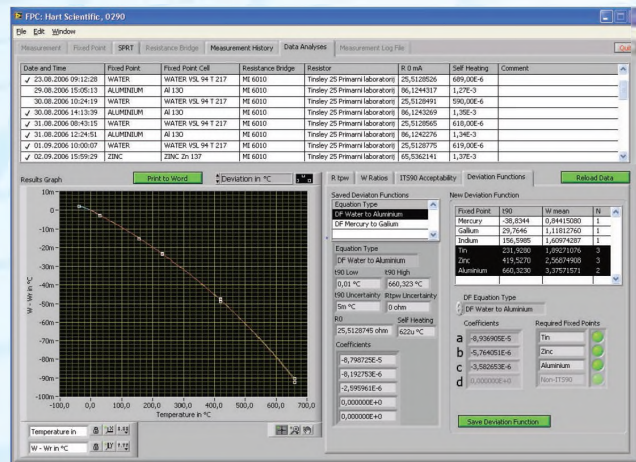 FPC: Hart Scientific, 0290
File Edit Window
Measurement Fixed Point SPRT Resistance Bridge Measurement History Data Analyses Measurement Log File Quit
Date and Time Fixed Point Fixed Point Cell Resistance Bridge Resistor R 0 mA Self Heating Comment
✓ 23.08.2006 09:12:28 WATER WATER VSL 94 T 217 MI 6010 Tinsley 25 Primarni laboratorij 25,5128526 689,00E-6
29.08.2006 15:05:13 ALUMINIUM Al 130 MI 6010 Tinsley 25 Primarni laboratorij 86,1244317 1,27E-3
30.08.2006 10:24:19 WATER WATER VSL 94 T 217 MI 6010 Tinsley 25 Primarni laboratorij 25,5128491 590,00E-6
✓ 30.08.2006 14:13:39 ALUMINIUM Al 130 MI 6010 Tinsley 25 Primarni laboratorij 86,1243269 1,35E-3
✓ 31.08.2006 08:43:15 WATER WATER VSL 94 T 217 MI 6010 Tinsley 25 Primarni laboratorij 25,5128565 618,00E-6
✓ 31.08.2006 12:24:51 ALUMINIUM Al 130 MI 6010 Tinsley 25 Primarni laboratorij 86,1242276 1,34E-3
✓ 01.09.2006 10:00:07 WATER WATER VSL 94 T 217 MI 6010 Tinsley 25 Primarni laboratorij 25,5128775 619,00E-6
✓ 02.09.2006 15:59:29 ZINC ZINC Zn 137 MI 6010 Tinsley 25 Primarni laboratorij 65,5362141 1,37E-3
Results Graph Print to Word Deviation in °C
10m
0
-10m
-20m
-30m
-40m
-50m
-60m
-70m
-80m
-90m
-100m
W - Wr in °C
-100,0 0,0 100,0 200,0 300,0 400,0 500,0 600,0 700,0
Temperature in °C
Temperature in
W - Wr in °C
R tpw W Ratios ITS90 Acceptability Deviation Functions Reload Data
Saved Deviaton Functions
Equation Type
DF Water to Aluminium
DF Mercury to Galium
Equation Type
DF Water to Aluminium
t90 Low t90 High
0,01 °C 660,323 °C
t90 Uncertainty Rtpw Uncertainty
5m °C 0 ohm
R0 Self Heating
25,5128745 ohm 622u °C
Coefficients
-8,798725E-5
-8,192753E-6
-2,595961E-6
0,000000E+0
0,000000E+0
New Deviation Function
Fixed Point t90 W mean N
Mercury -38,8344 0,84415080 1
Gallium 29,7646 1,11812760 1
Indium 156,5985 1,60974287 1
Tin 231,9280 1,89271076 3
Zinc 419,5270 2,56874908 3
Aluminium 660,3230 3,37571571 2
DF Equation Type
DF Water to Aluminium
Coefficients Required Fixed Points
a -8,936905E-5 Tin
b -5,764051E-6 Zinc
c -3,582653E-6 Aluminium
d 0,000000E+0 Non-ITS90
Save Deviation Function